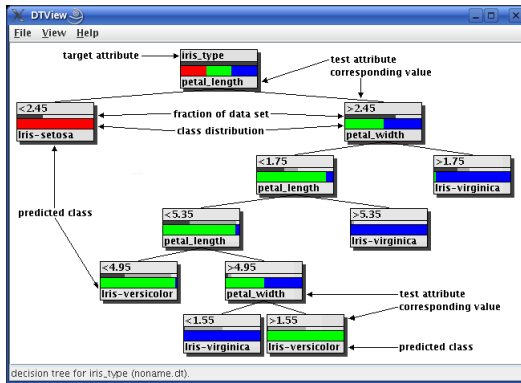 DTView
File View Help
target attribute
iris_type
petal_length
test attribute
corresponding value
<2.45
Iris-setosa
fraction of data set
class distribution
>2.45
petal_width
<1.75
petal_length
>1.75
Iris-virginica
predicted class
<5.35
petal_length
>5.35
Iris-virginica
<4.95
Iris-versicolor
>4.95
petal_width
test attribute
corresponding value
<1.55
Iris-virginica
>1.55
Iris-versicolor
predicted class
decision tree for iris_type (noname.dt).